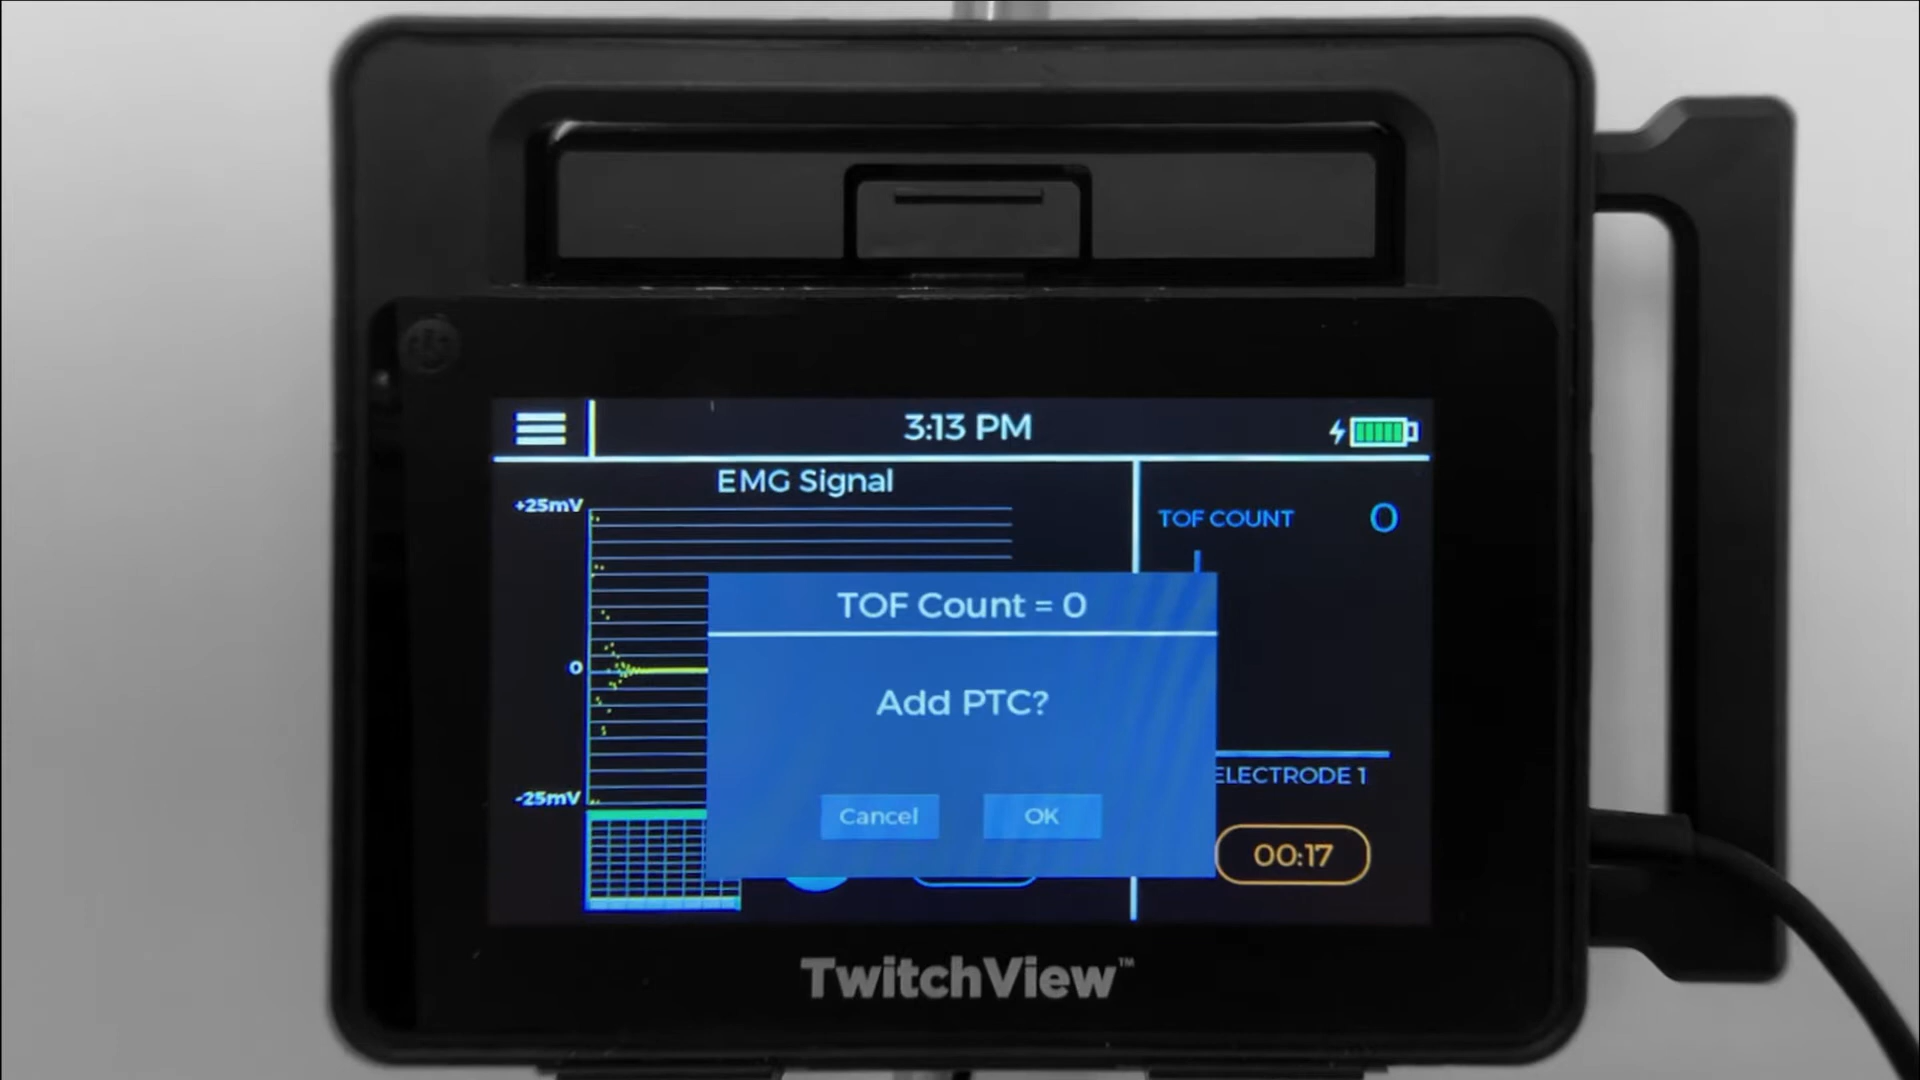 3:13 PM
EMG Signal
+25mV
TOF COUNT 0
TOF Count = 0
0
Add PTC?
ELECTRODE 1
-25mV
Cancel OK
00:17
TwitchView™